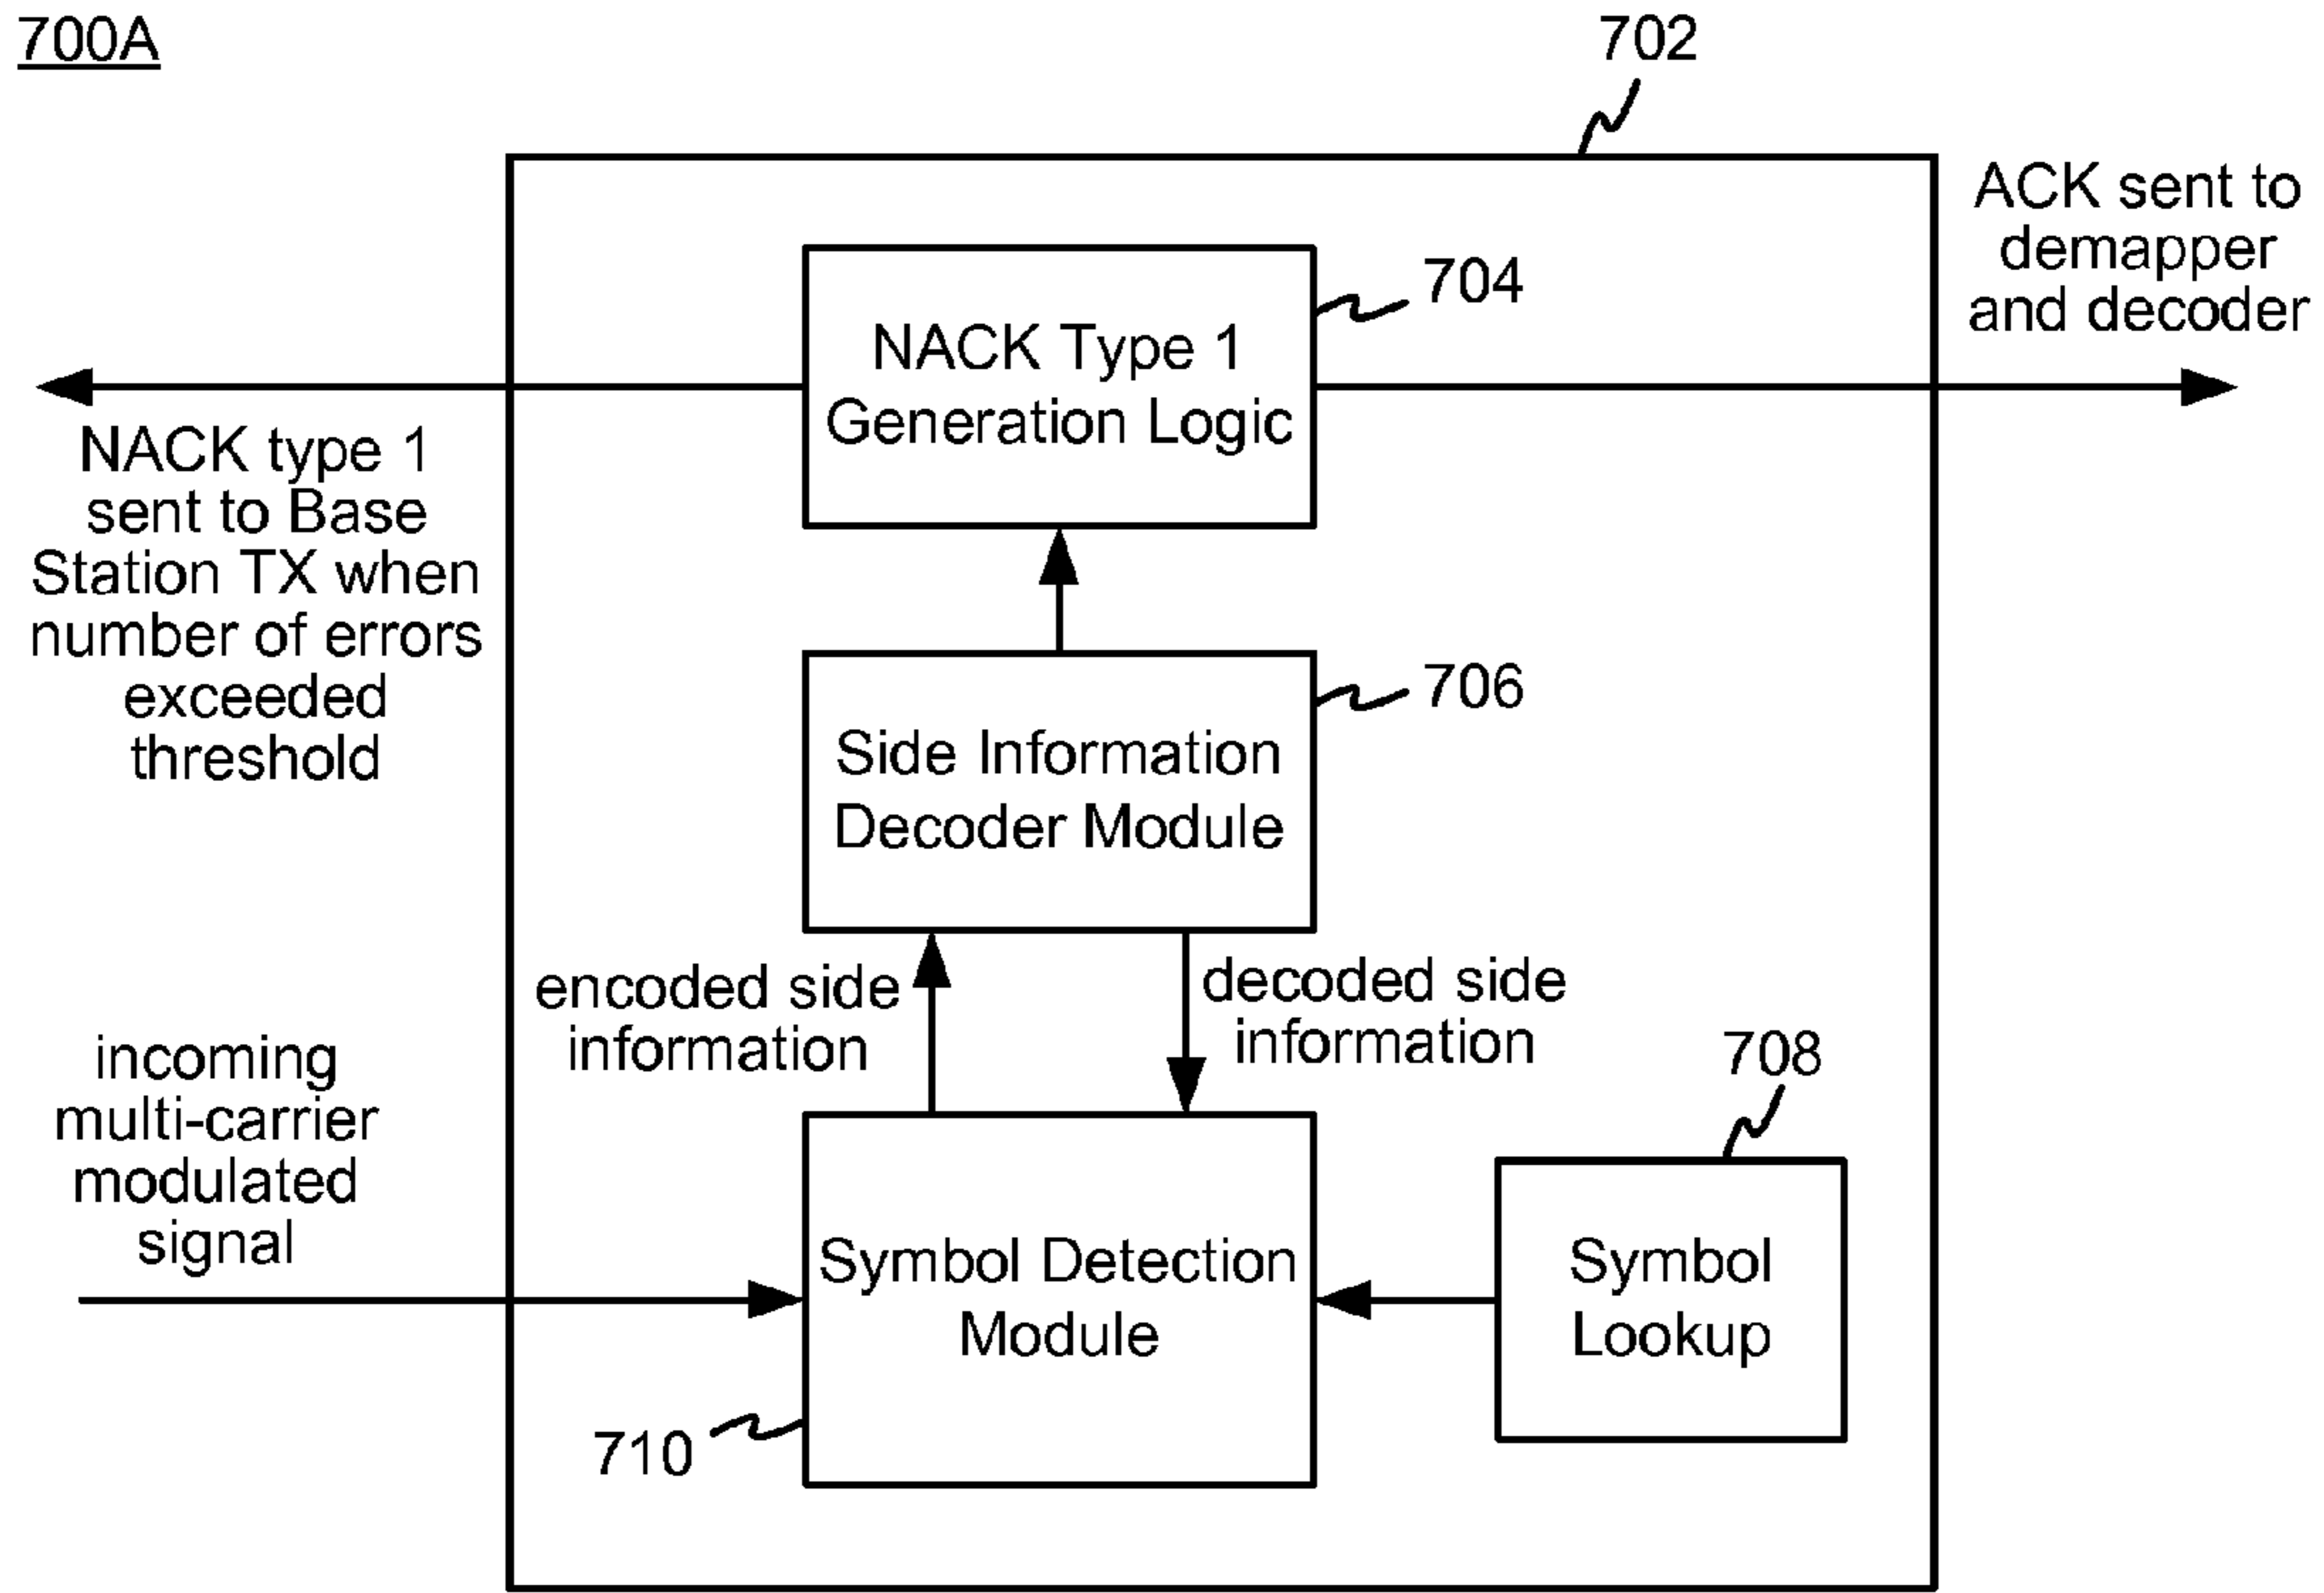 700A
702
ACK sent to
demapper
and decoder
704
NACK Type 1
Generation Logic
NACK type 1
sent to Base
Station TX when
number of errors
exceeded
threshold
706
Side Information
Decoder Module
encoded side
information
decoded side
information
incoming
multi-carrier
modulated
signal
708
Symbol Detection
Module
Symbol
Lookup
710